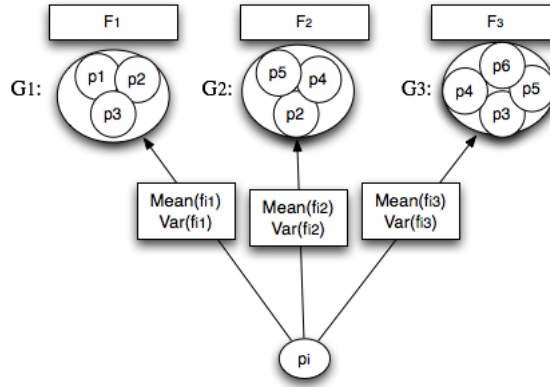 F1 F2 F3
G1: p1 p2 G2: p5 p4 G3: p6
p4 p5
p3 p2 p3
Mean(fi1) Mean(fi2) Mean(fi3)
Var(fi1) Var(fi2) Var(fi3)
pi